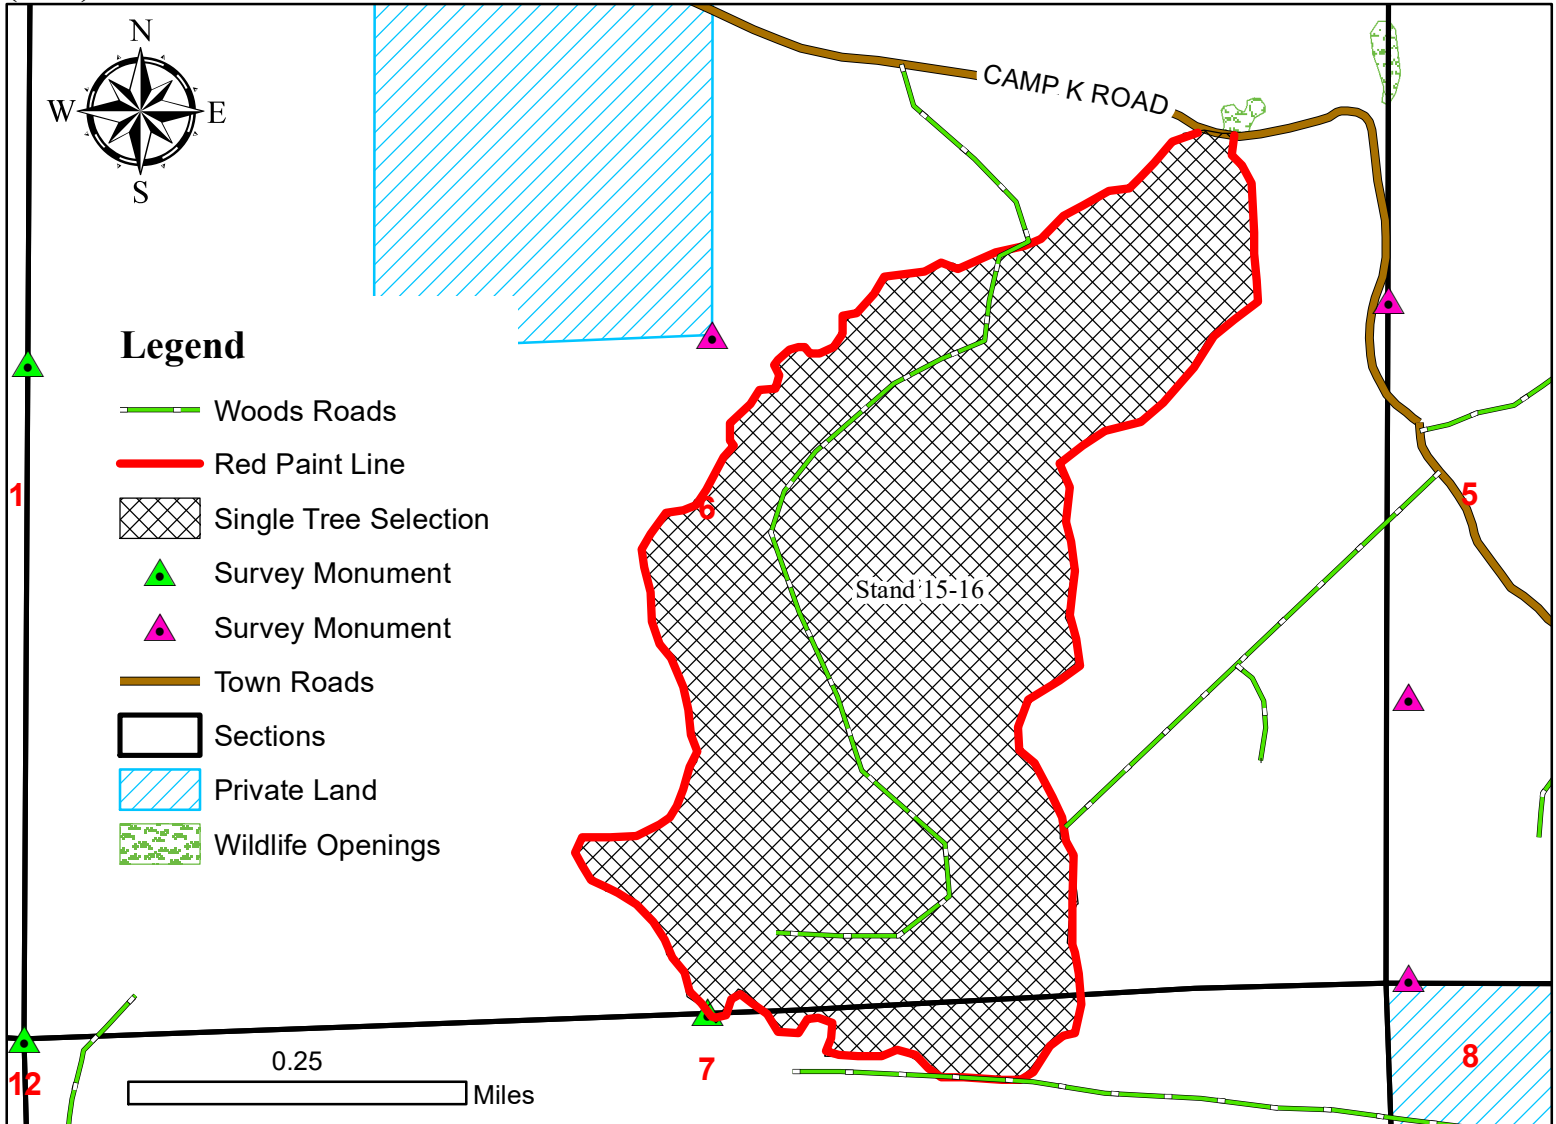 N
W E
S
CAMP K ROAD
Legend
Woods Roads
Red Paint Line
Single Tree Selection
Survey Monument
Survey Monument
Town Roads
Sections
Private Land
Wildlife Openings
1
6
5
Stand 15-16
0.25
Miles
12
7
8